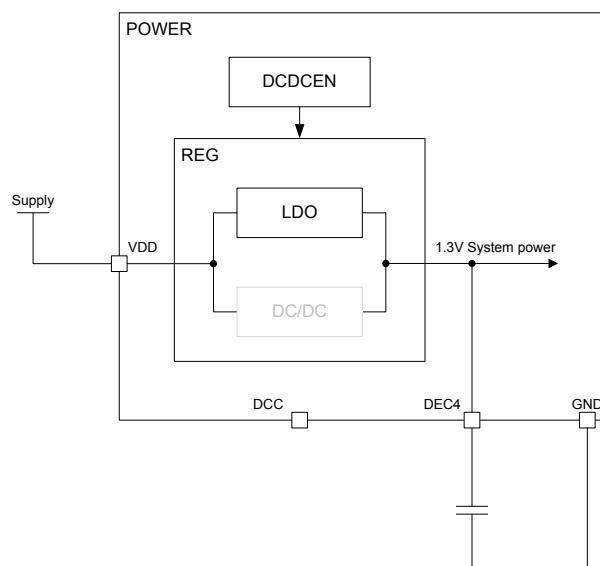 POWER
DCDCEN
REG
LDO
Supply
VDD
1.3V System power
DC/DC
DCC
DEC4
GND